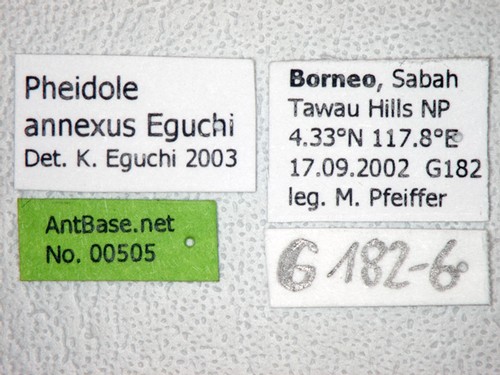 Pheidole
annexus Eguchi
Det. K. Eguchi 2003
AntBase.net
No. 00505
Borneo, Sabah
Tawau Hills NP
4.33°N 117.8°E
17.09.2002 G182
leg. M. Pfeiffer
G 182-6